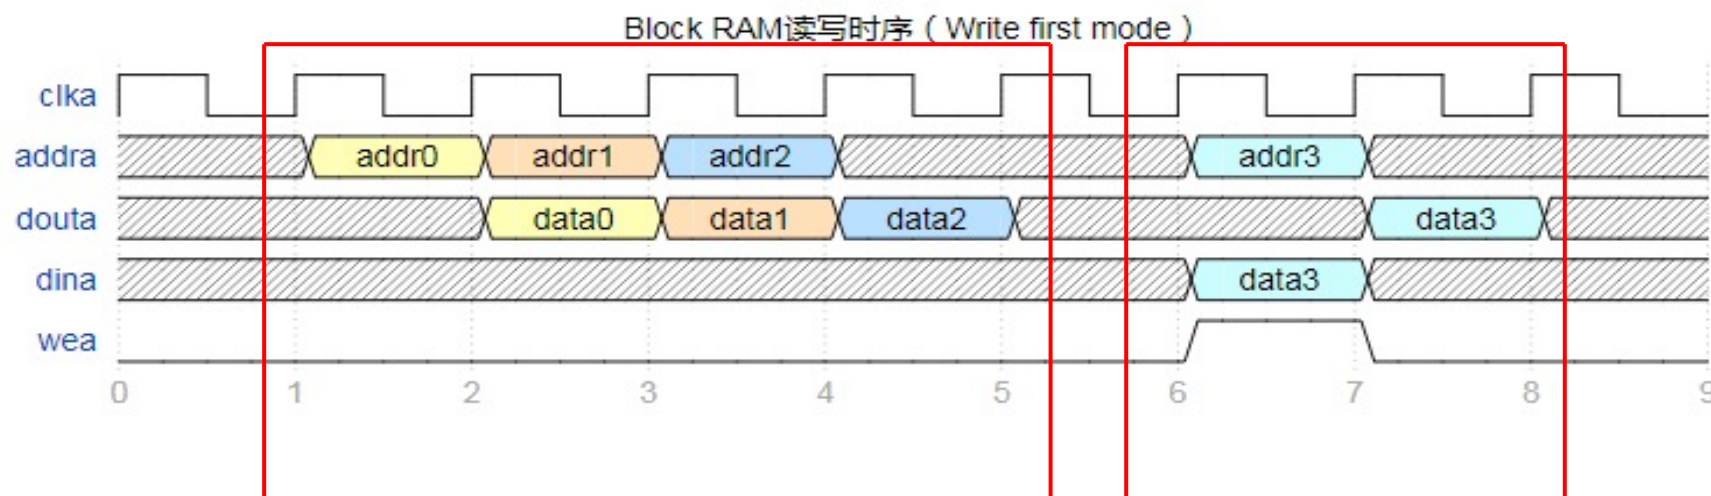 Block RAM读写时序（Write first mode）
clka
addra addr0 addr1 addr2 addr3
douta data0 data1 data2 data3
dina data3
wea
0 1 2 3 4 5 6 7 8 9